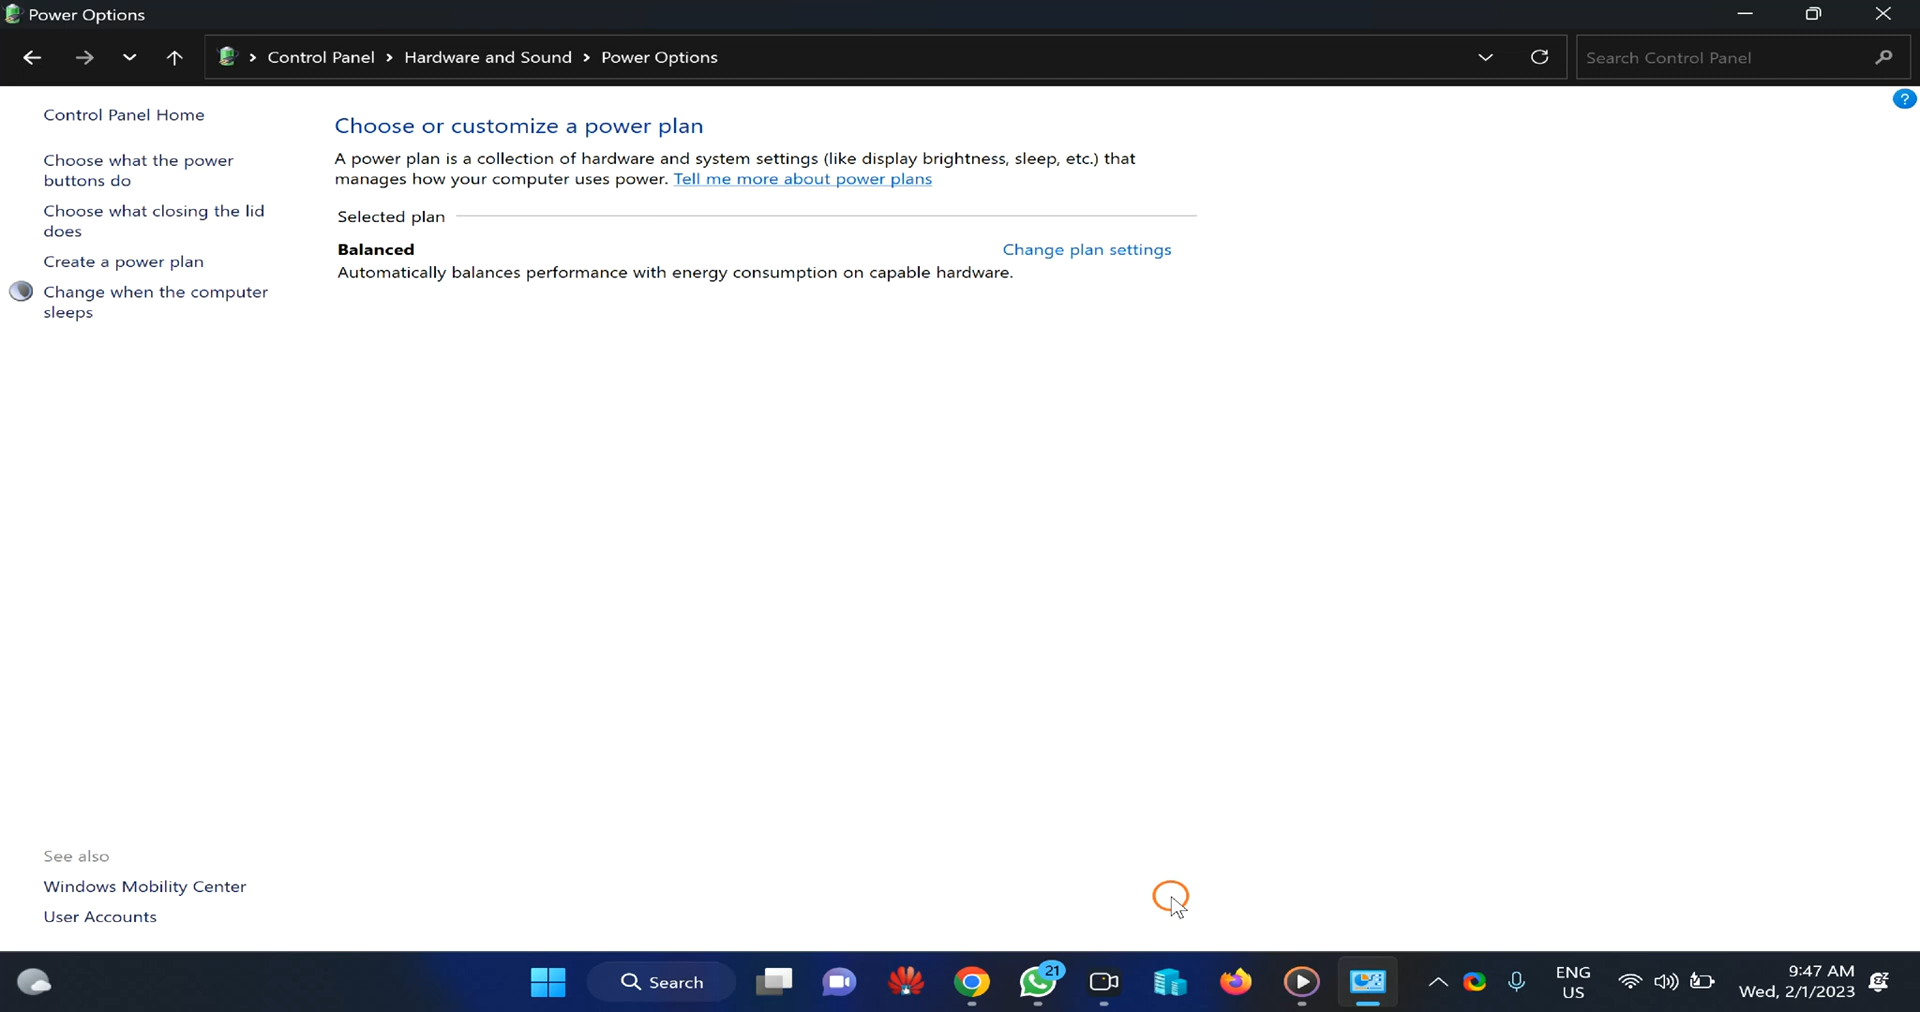 Power Options
Control Panel > Hardware and Sound > Power Options
Search Control Panel
?
Control Panel Home
Choose what the power
buttons do
Choose what closing the lid
does
Create a power plan
Change when the computer
sleeps
Choose or customize a power plan
A power plan is a collection of hardware and system settings (like display brightness, sleep, etc.) that
manages how your computer uses power. Tell me more about power plans
Selected plan
Balanced
Change plan settings
Automatically balances performance with energy consumption on capable hardware.
See also
Windows Mobility Center
User Accounts
Search
21
ENG
US
9:47 AM
Wed, 2/1/2023